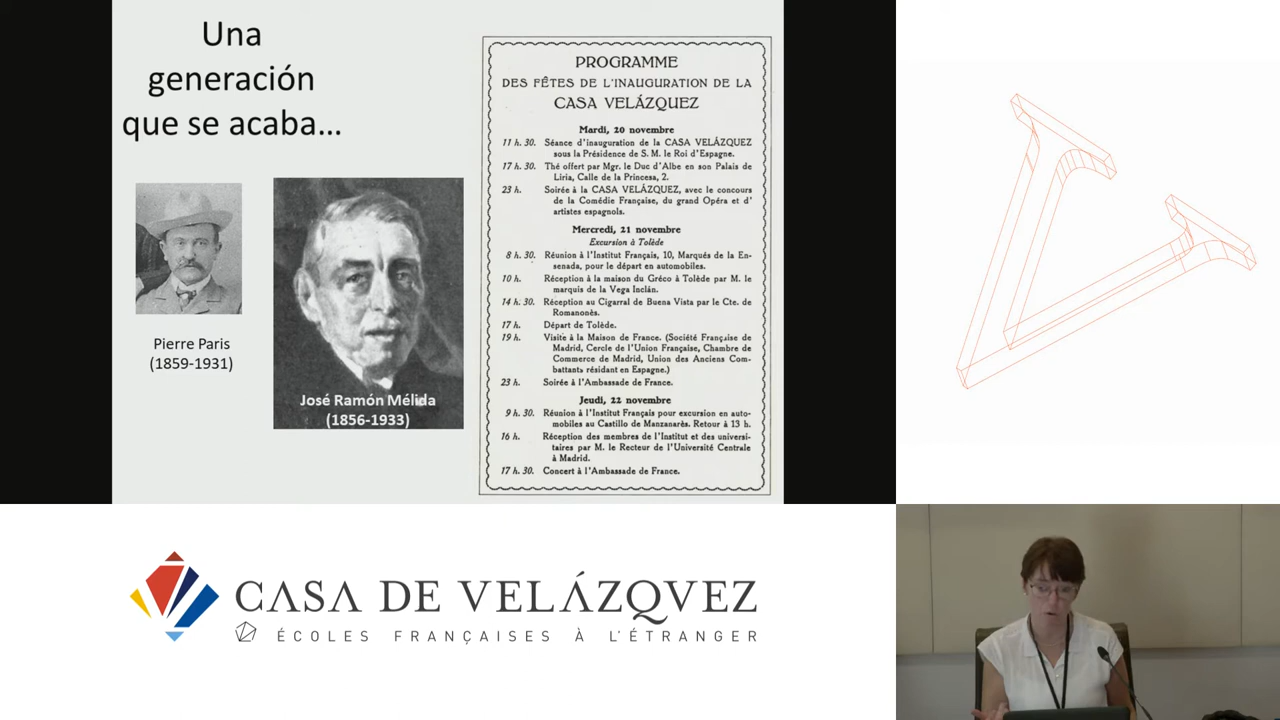 Una
generación
que se acaba...
Pierre Paris
(1859-1931)
José Ramón Mélida
(1856-1933)
PROGRAMME
DES FÊTES DE L'INAUGURATION DE LA
CASA VELÁZQUEZ
Mardi, 20 novembre
11 h. 30. Séance d'inauguration de la CASA VELÁZQUEZ
sous la Présidence de S. M. le Roi d'Espagne.
17 h. 30. Thé offert par Mgr. le Duc d'Albe en son Palais de
Liria, Calle de la Princesa, 2.
23 h. Soirée à la CASA VELÁZQUEZ, avec le concours
de la Comédie Française, du grand Opéra et d'
artistes espagnols.
Mercredi, 21 novembre
Excursion à Tolède
8 h. 30. Réunion à l'Institut Français, 10, Marqués de la En-
senada, pour le départ en automobiles.
10 h. Réception à la maison du Gréco à Tolède par M. le
marquis de la Vega Inclán.
14 h. 30. Réception au Cigarral de Buena Vista par le Cte. de
Romanonès.
17 h. Départ de Tolède.
19 h. Visite à la Maison de France. (Société Française de
Madrid, Cercle de l'Union Française, Chambre de
Commerce de Madrid, Union des Anciens Com-
battants résidant en Espagne.)
23 h. Soirée à l'Ambassade de France.
Jeudi, 22 novembre
9 h. 30. Réunion à l'Institut Français pour excursion en auto-
mobiles au Castillo de Manzanarès. Retour à 13 h.
16 h. Réception des membres de l'Institut et des universi-
taires par M. le Recteur de l'Université Centrale
à Madrid.
17 h. 30. Concert à l'Ambassade de France.
CASA DE VELÁZQVEZ
ÉCOLES FRANÇAISES À L'ÉTRANGER